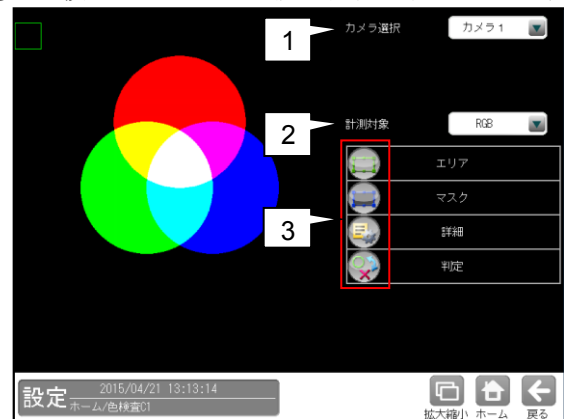 1
カメラ選択
カメラ1
2
計測対象
RGB
3
エリア
マスク
詳細
判定
設定
2015/04/21 13:13:14
ホーム/色検査C1
拡大縮小
ホーム
戻る